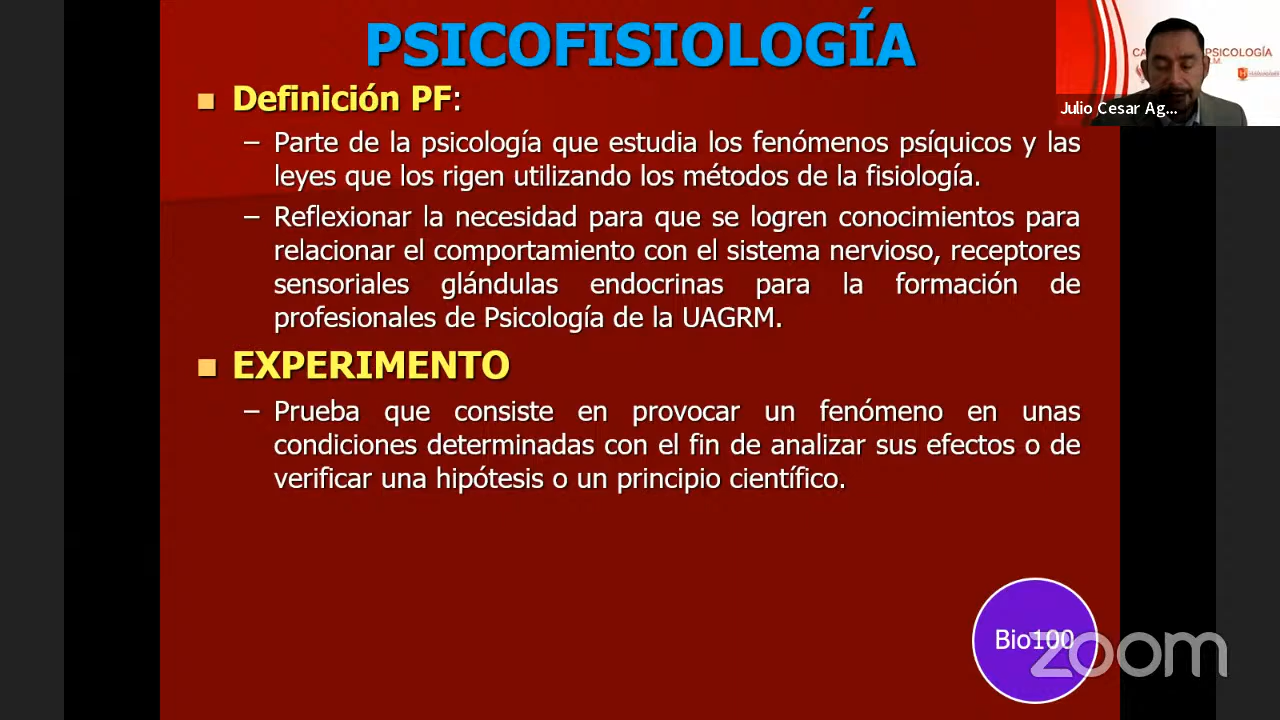 PSICOFISIOLOGÍA
PSICOLOGÍA
Julio Cesar Ag...
■ Definición PF:
– Parte de la psicología que estudia los fenómenos psíquicos y las
leyes que los rigen utilizando los métodos de la fisiología.
– Reflexionar la necesidad para que se logren conocimientos para
relacionar el comportamiento con el sistema nervioso, receptores
sensoriales glándulas endocrinas para la formación de
profesionales de Psicología de la UAGRM.
■ EXPERIMENTO
– Prueba que consiste en provocar un fenómeno en unas
condiciones determinadas con el fin de analizar sus efectos o de
verificar una hipótesis o un principio científico.
Bio100
zoom